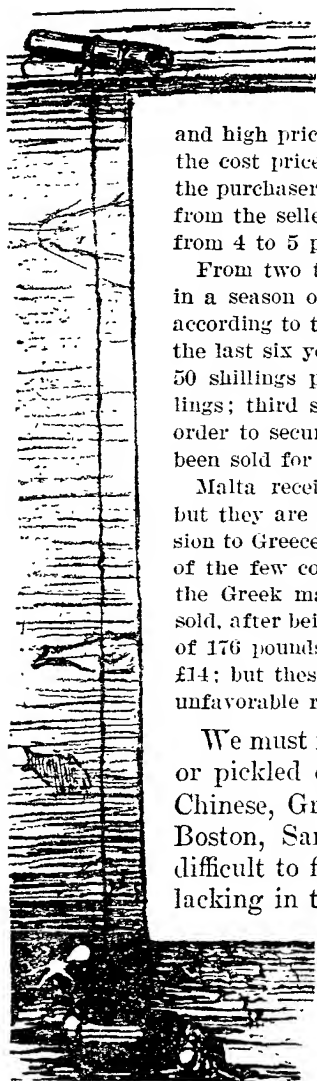 and high pric
the cost price
the purchaser
from the selle
from 4 to 5 p
From two t
in a season o
according to t
the last six ye
50 shillings p
lings; third s
order to secur
been sold for
Malta recei
but they are
sion to Greece
of the few co
the Greek ma
sold, after bei
of 176 pounds
£14; but thes
unfavorable r
We must 
or pickled 
Chinese, Gr
Boston, Sar
difficult to f
lacking in t